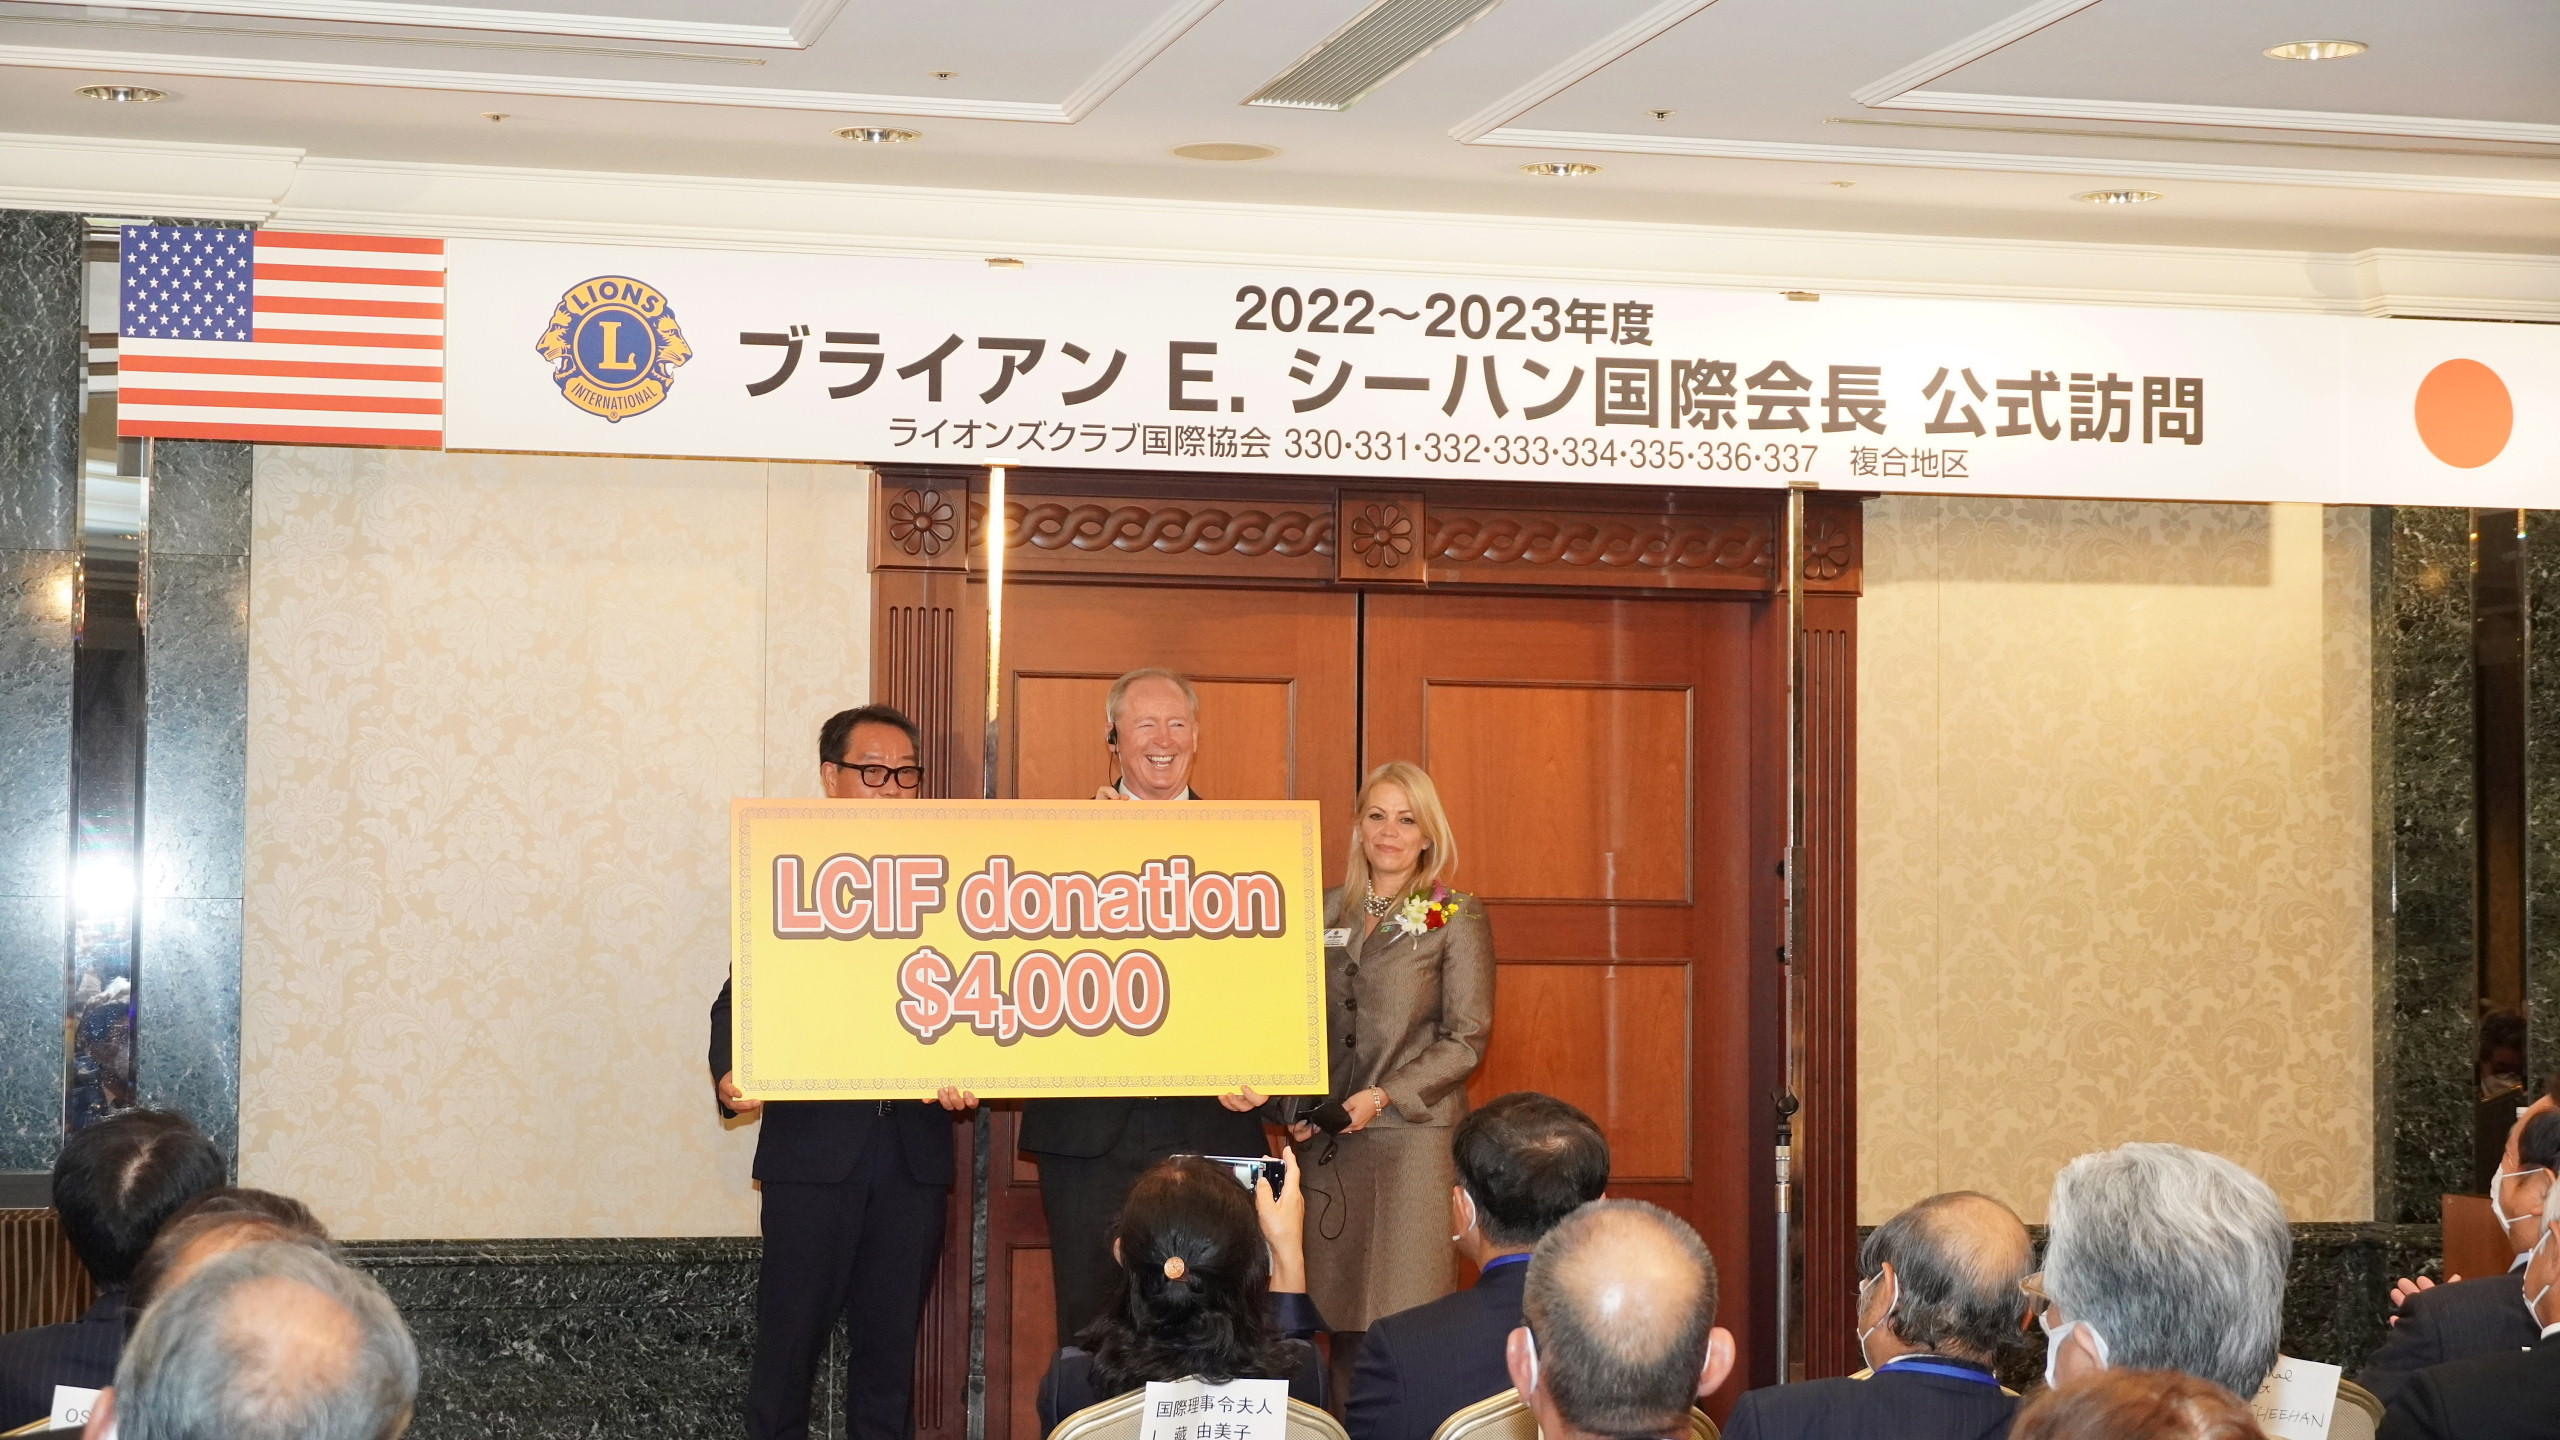 2022～2023年度
LIONS
L
INTERNATIONAL
ブライアン E. シーハン国際会長 公式訪問
ライオンズクラブ国際協会 330・331・332・333・334・335・336・337 複合地区
LCIF donation
$4,000
国際理事令夫人
L 藏 由美子
OS
SHEEHAN